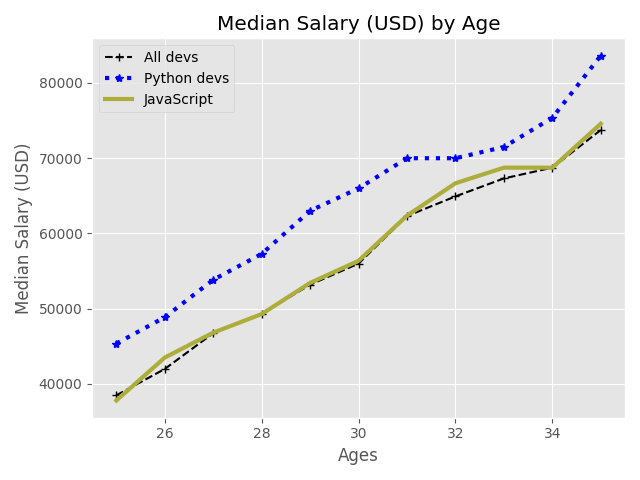 Median Salary (USD) by Age
All devs
Python devs
JavaScript
80000
70000
60000
50000
40000
Median Salary (USD)
26 28 30 32 34
Ages